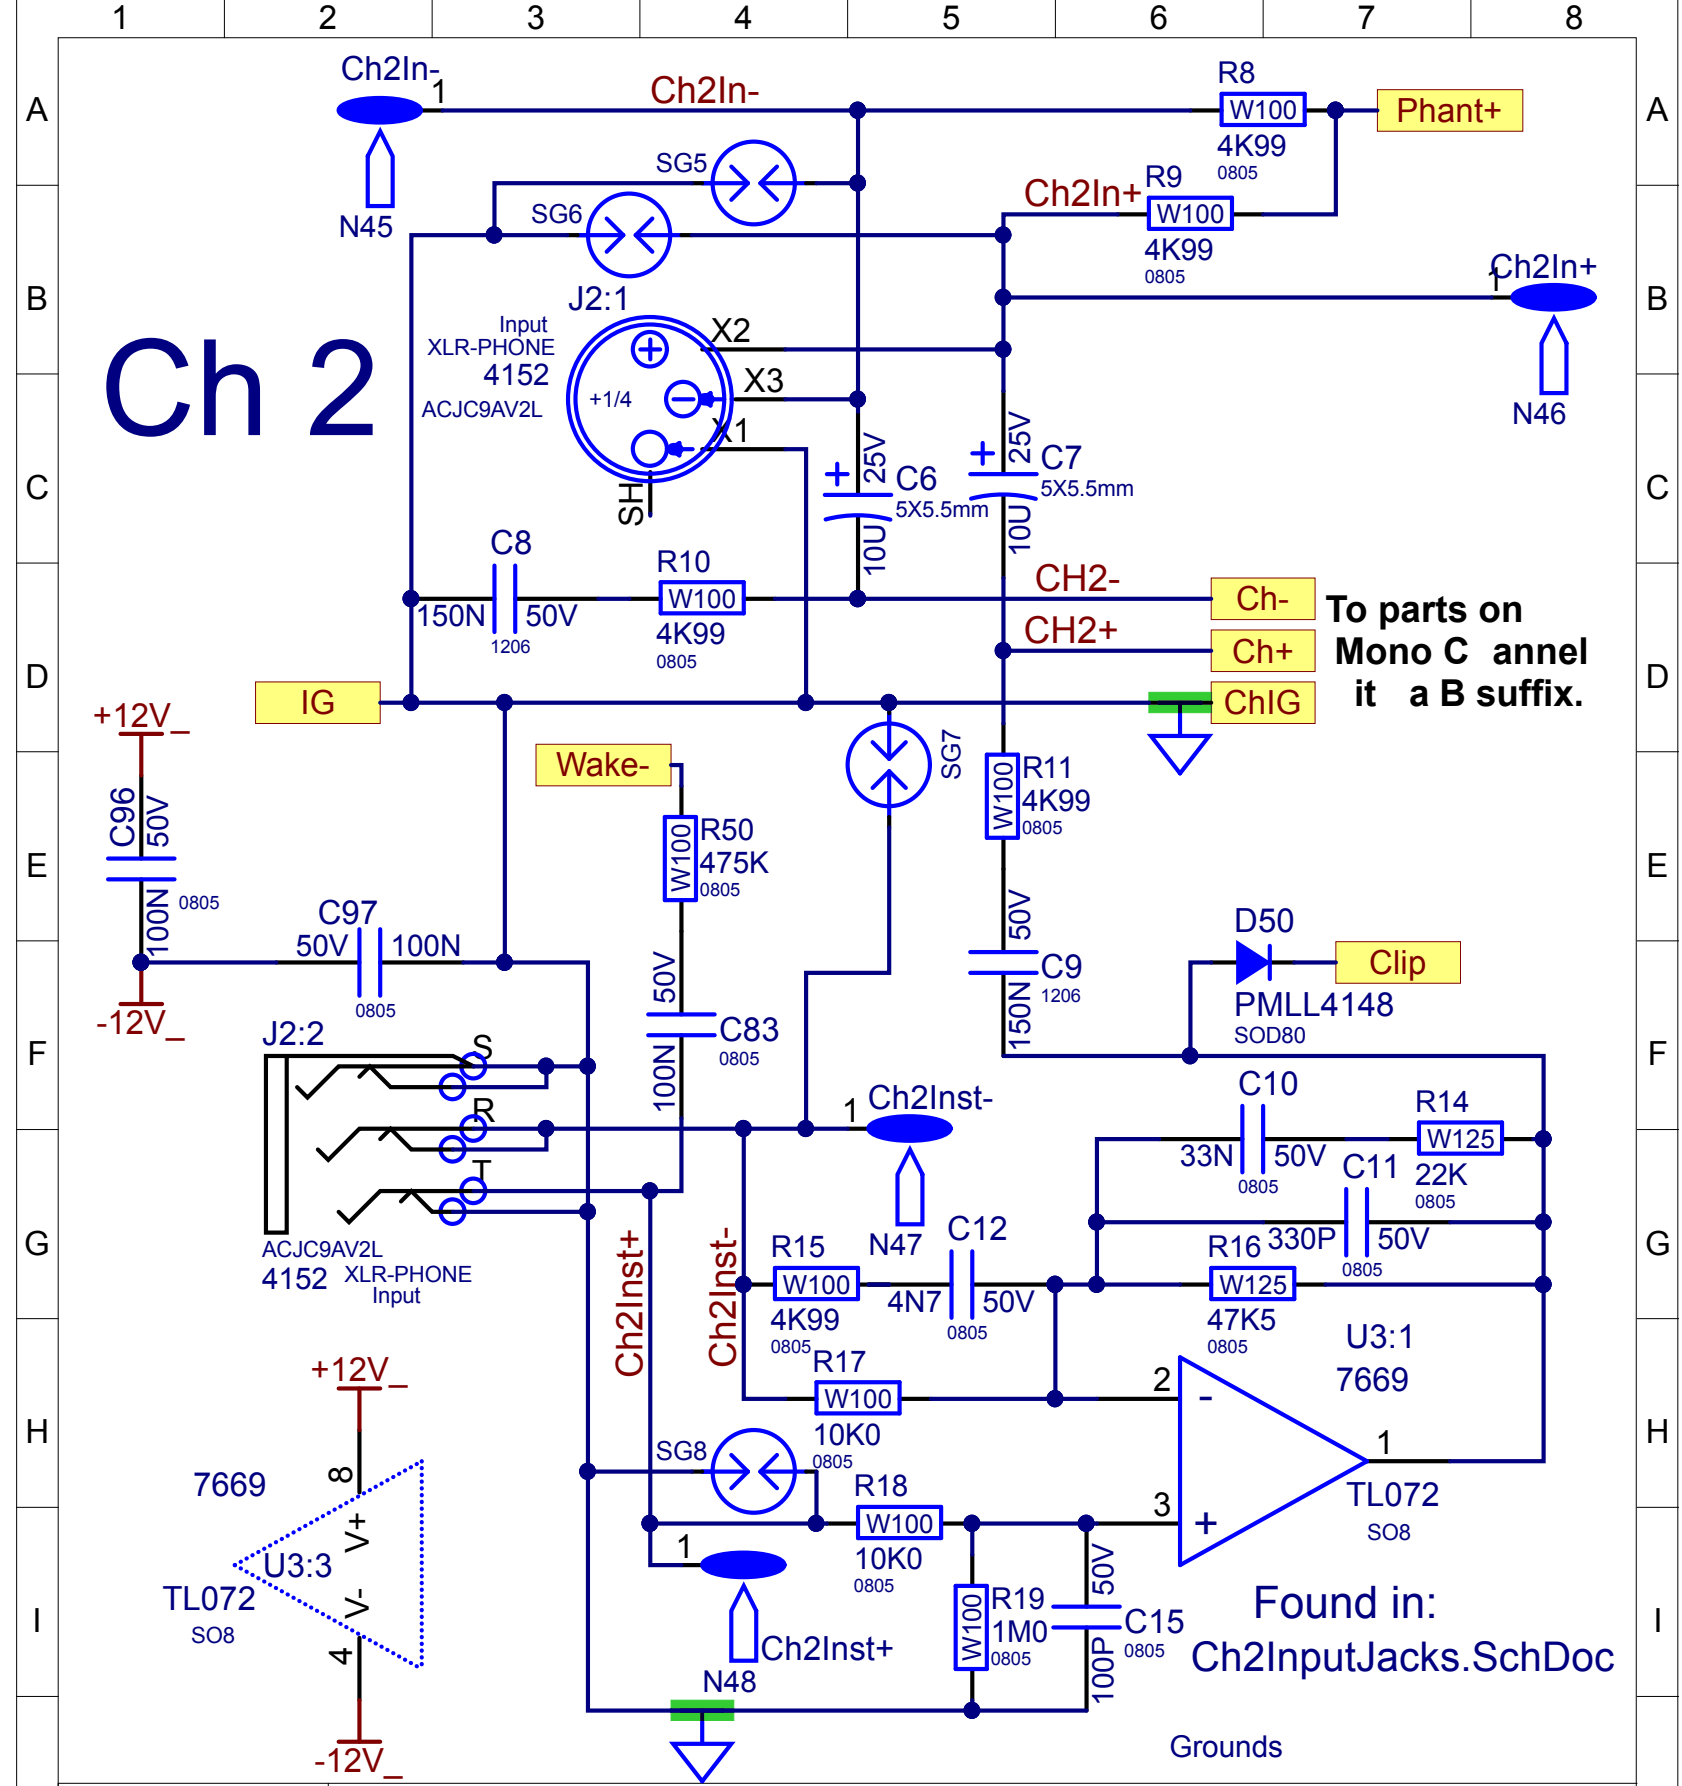 1 2 3 4 5 6 7 8
A A
Ch2In-
1
Ch2In-
R8
W100
4K99
0805
Phant+
SG5
R9
W100
4K99
0805
Ch2In+
N45
SG6
B B
Ch2In+
1
N46
J2:1
Input
XLR-PHONE
4152
ACJC9AV2L
+1/4
X2
X3
X1
SH
Ch 2
C C
25V
C6
5X5.5mm
10U
25V
C7
5X5.5mm
10U
C8
150N 50V
1206
R10
W100
4K99
0805
CH2-
Ch-
CH2+
Ch+
ChIG
To parts on
Mono C annel
it a B suffix.
D D
IG
+12V_
Wake-
SG7
R11
W100
4K99
0805
C96
50V
100N
0805
R50
W100
475K
0805
E E
C97
50V 100N
0805
50V
C9
1206
150N
D50
PMLL4148
SOD80
Clip
-12V_
50V
C83
0805
100N
J2:2
S
R
T
F F
1
Ch2Inst-
N47
C10
33N 50V
0805
R14
W125
22K
0805
C11
330P 50V
0805
G G
ACJC9AV2L
4152 XLR-PHONE
Input
Ch2Inst+
Ch2Inst-
R15
W100
4K99
0805
C12
4N7 50V
0805
R16
W125
47K5
0805
U3:1
7669
+12V_
R17
W100
10K0
0805
2
-
1
TL072
SO8
3
+
H H
7669
8
V+
U3:3
TL072
SO8
V-
4
-12V_
SG8
R18
W100
10K0
0805
1
Ch2Inst+
N48
R19
W100
1M0
0805
50V
C15
0805
100P
I I
Found in:
Ch2InputJacks.SchDoc
Grounds